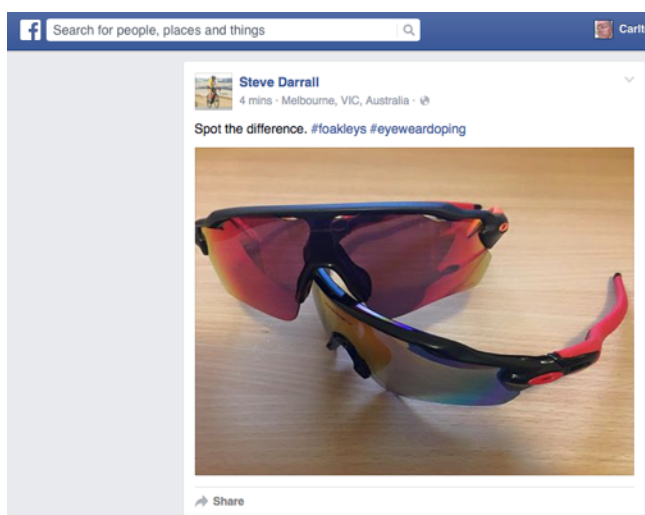 f Search for people, places and things Carlt
Steve Darrall
4 mins · Melbourne, VIC, Australia ·
Spot the difference. #foakleys #eyeweardoping
Share